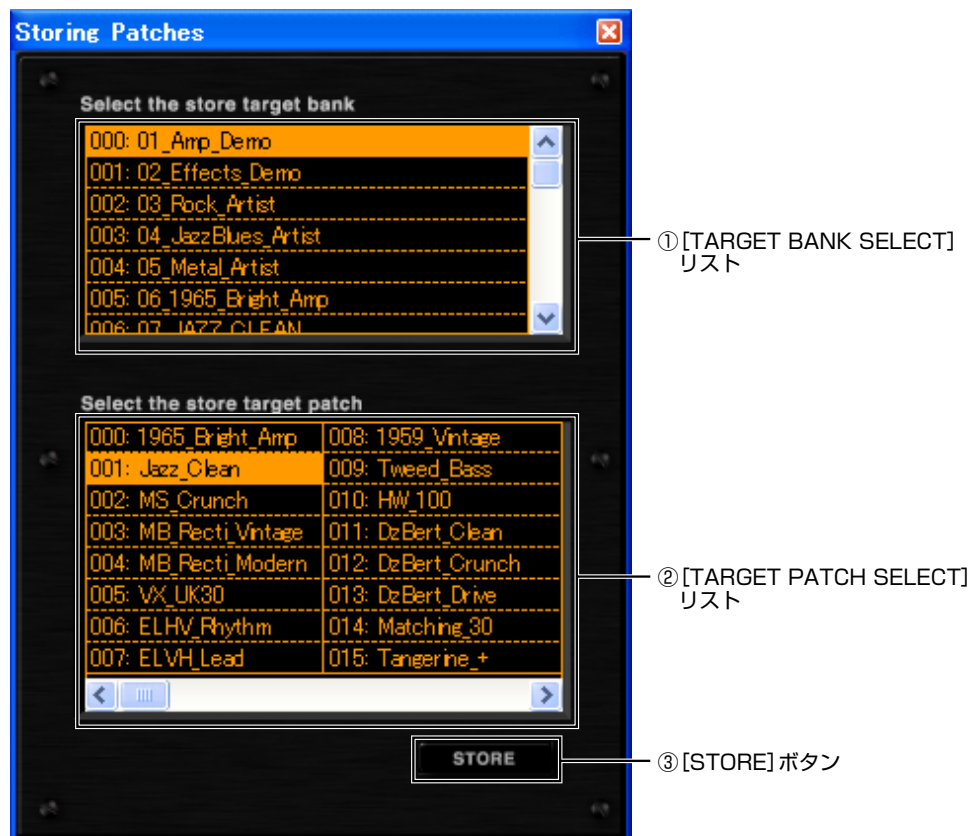 Storing Patches
Select the store target bank
000: 01_Amp_Demo
001: 02_Effects_Demo
002: 03_Rock_Artist
003: 04_JazzBlues_Artist
004: 05_Metal_Artist
005: 06_1965_Bright_Amp
006: 07_JAZZ_CLEAN
①[TARGET BANK SELECT]
リスト
Select the store target patch
000: 1965_Bright_Amp 008: 1959_Vintage
001: Jazz_Clean 009: Tweed_Bass
002: MS_Crunch 010: HW_100
003: MB_Recti_Vintage 011: DzBert_Clean
004: MB_Recti_Modern 012: DzBert_Crunch
005: VX_UK30 013: DzBert_Drive
006: ELHV_Rhythm 014: Matching_30
007: ELVH_Lead 015: Tangerine_+
②[TARGET PATCH SELECT]
リスト
STORE
③[STORE]ボタン